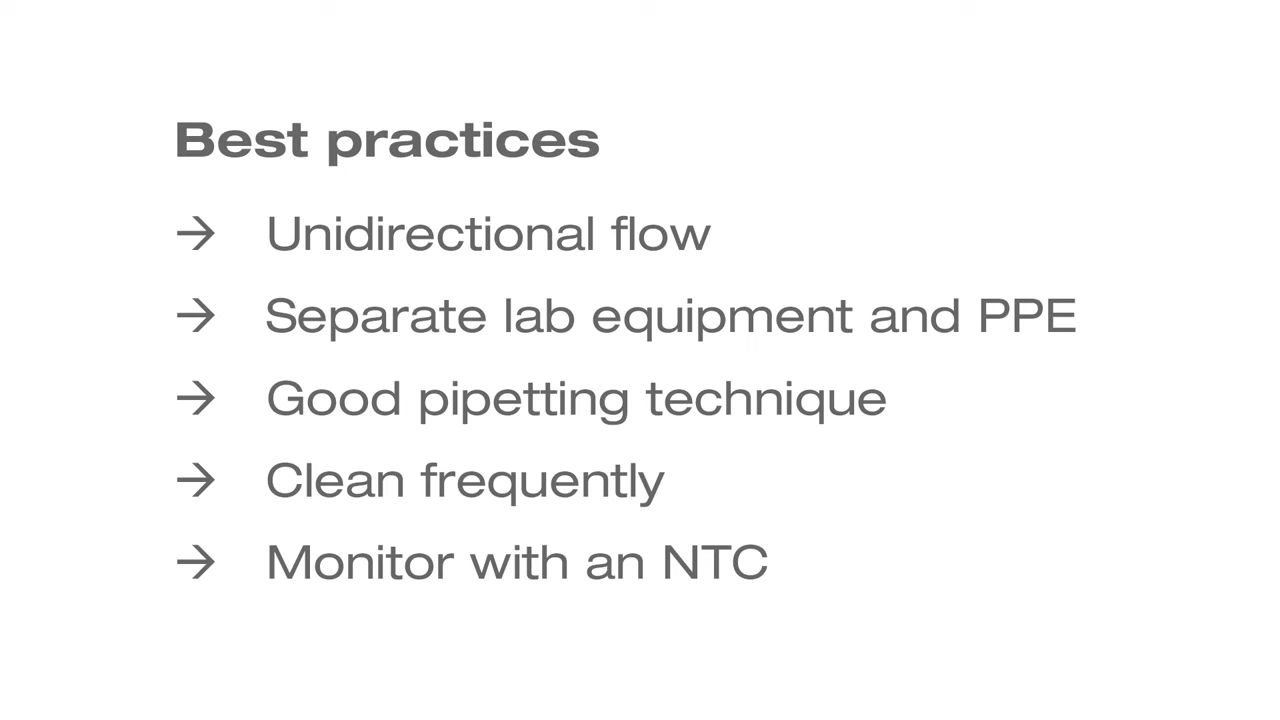 Best practices
→ Unidirectional flow
→ Separate lab equipment and PPE
→ Good pipetting technique
→ Clean frequently
→ Monitor with an NTC